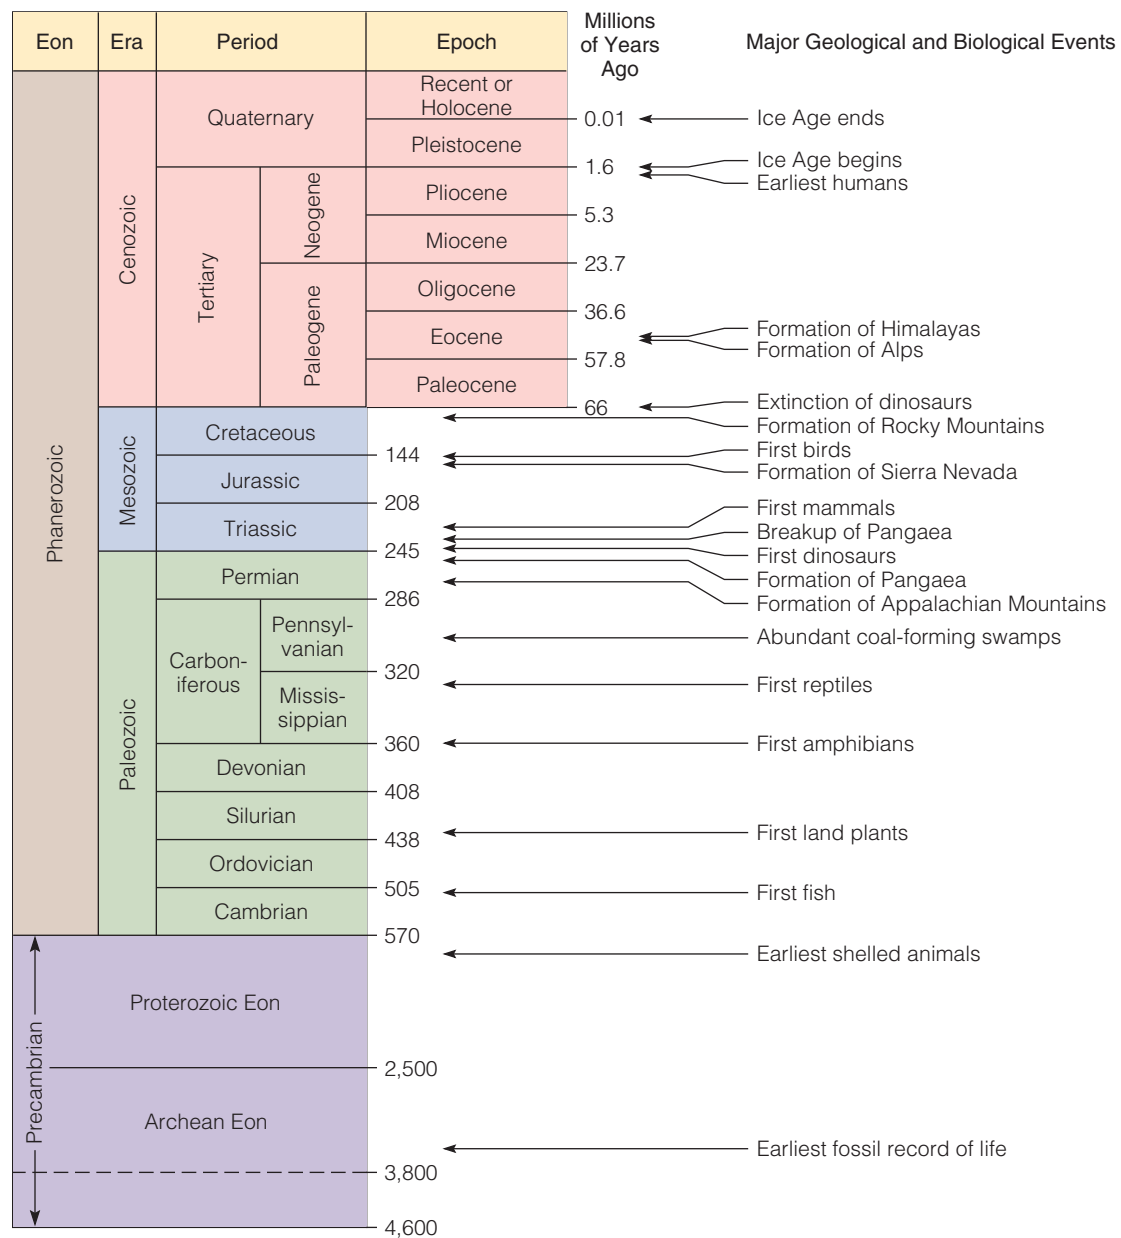 Eon
Era
Period
Epoch
Millions
of Years
Ago
Major Geological and Biological Events
Phanerozoic
Cenozoic
Quaternary
Recent or
Holocene
0.01
Ice Age ends
Pleistocene
1.6
Ice Age begins
Earliest humans
Tertiary
Neogene
Pliocene
5.3
Miocene
23.7
Paleogene
Oligocene
36.6
Eocene
Formation of Himalayas
Formation of Alps
57.8
Paleocene
66
Extinction of dinosaurs
Formation of Rocky Mountains
Mesozoic
Cretaceous
144
First birds
Formation of Sierra Nevada
Jurassic
208
Triassic
First mammals
Breakup of Pangaea
245
First dinosaurs
Formation of Pangaea
Paleozoic
Permian
Formation of Appalachian Mountains
286
Carbon-
iferous
Pennsyl-
vanian
Abundant coal-forming swamps
320
Missis-
sippian
First reptiles
360
First amphibians
Devonian
408
Silurian
First land plants
438
Ordovician
505
First fish
Cambrian
570
Earliest shelled animals
Precambrian
Proterozoic Eon
2,500
Archean Eon
Earliest fossil record of life
3,800
4,600